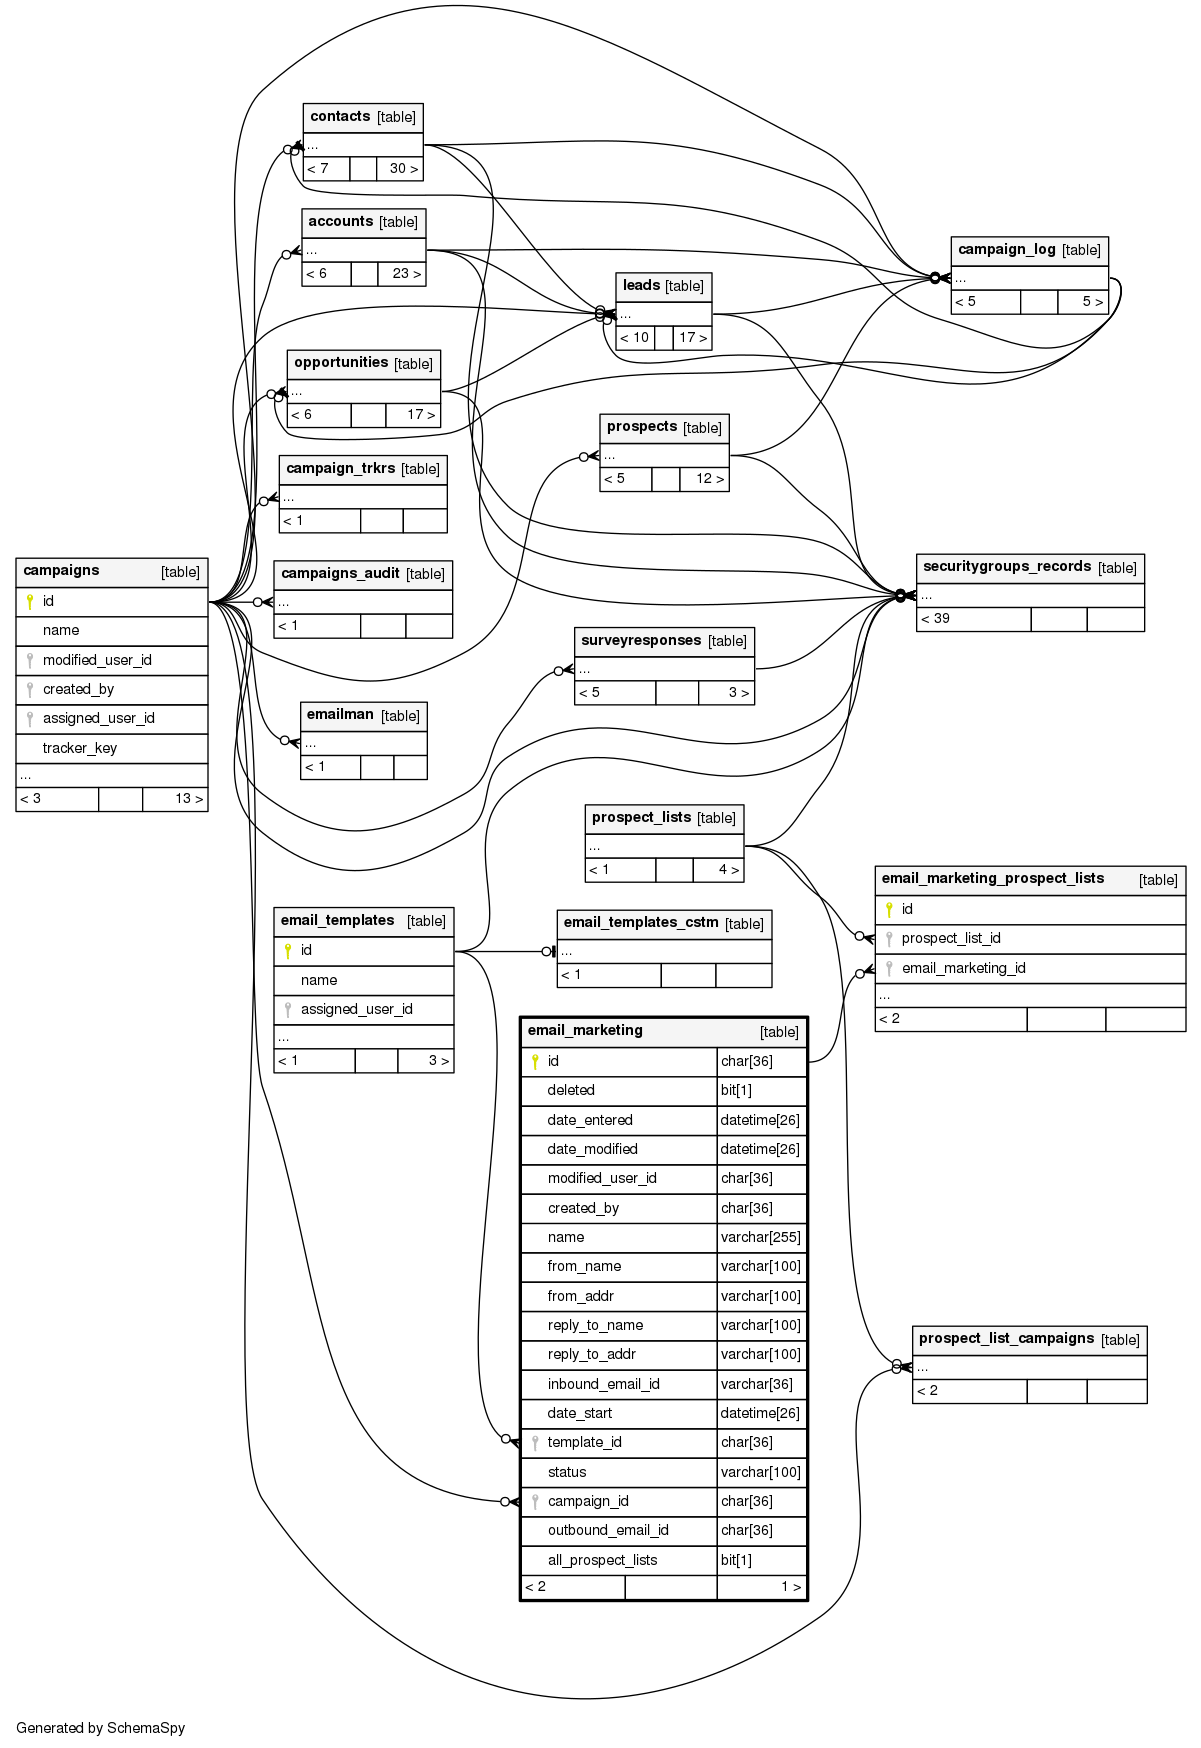 contacts [table]
...
< 7 30 >
accounts [table]
...
< 6 23 >
campaign_log [table]
...
< 5 5 >
leads [table]
...
< 10 17 >
opportunities [table]
...
< 6 17 >
prospects [table]
...
< 5 12 >
campaign_trkrs [table]
...
< 1
campaigns [table]
id
name
modified_user_id
created_by
assigned_user_id
tracker_key
...
< 3 13 >
campaigns_audit [table]
...
< 1
securitygroups_records [table]
...
< 39
surveyresponses [table]
...
< 5 3 >
emailman [table]
...
< 1
prospect_lists [table]
...
< 1 4 >
email_marketing_prospect_lists [table]
id
prospect_list_id
email_marketing_id
...
< 2
email_templates [table]
id
name
assigned_user_id
...
< 1 3 >
email_templates_cstm [table]
...
< 1
email_marketing [table]
id char[36]
deleted bit[1]
date_entered datetime[26]
date_modified datetime[26]
modified_user_id char[36]
created_by char[36]
name varchar[255]
from_name varchar[100]
from_addr varchar[100]
reply_to_name varchar[100]
reply_to_addr varchar[100]
inbound_email_id varchar[36]
date_start datetime[26]
template_id char[36]
status varchar[100]
campaign_id char[36]
outbound_email_id char[36]
all_prospect_lists bit[1]
< 2 1 >
prospect_list_campaigns [table]
...
< 2
Generated by SchemaSpy